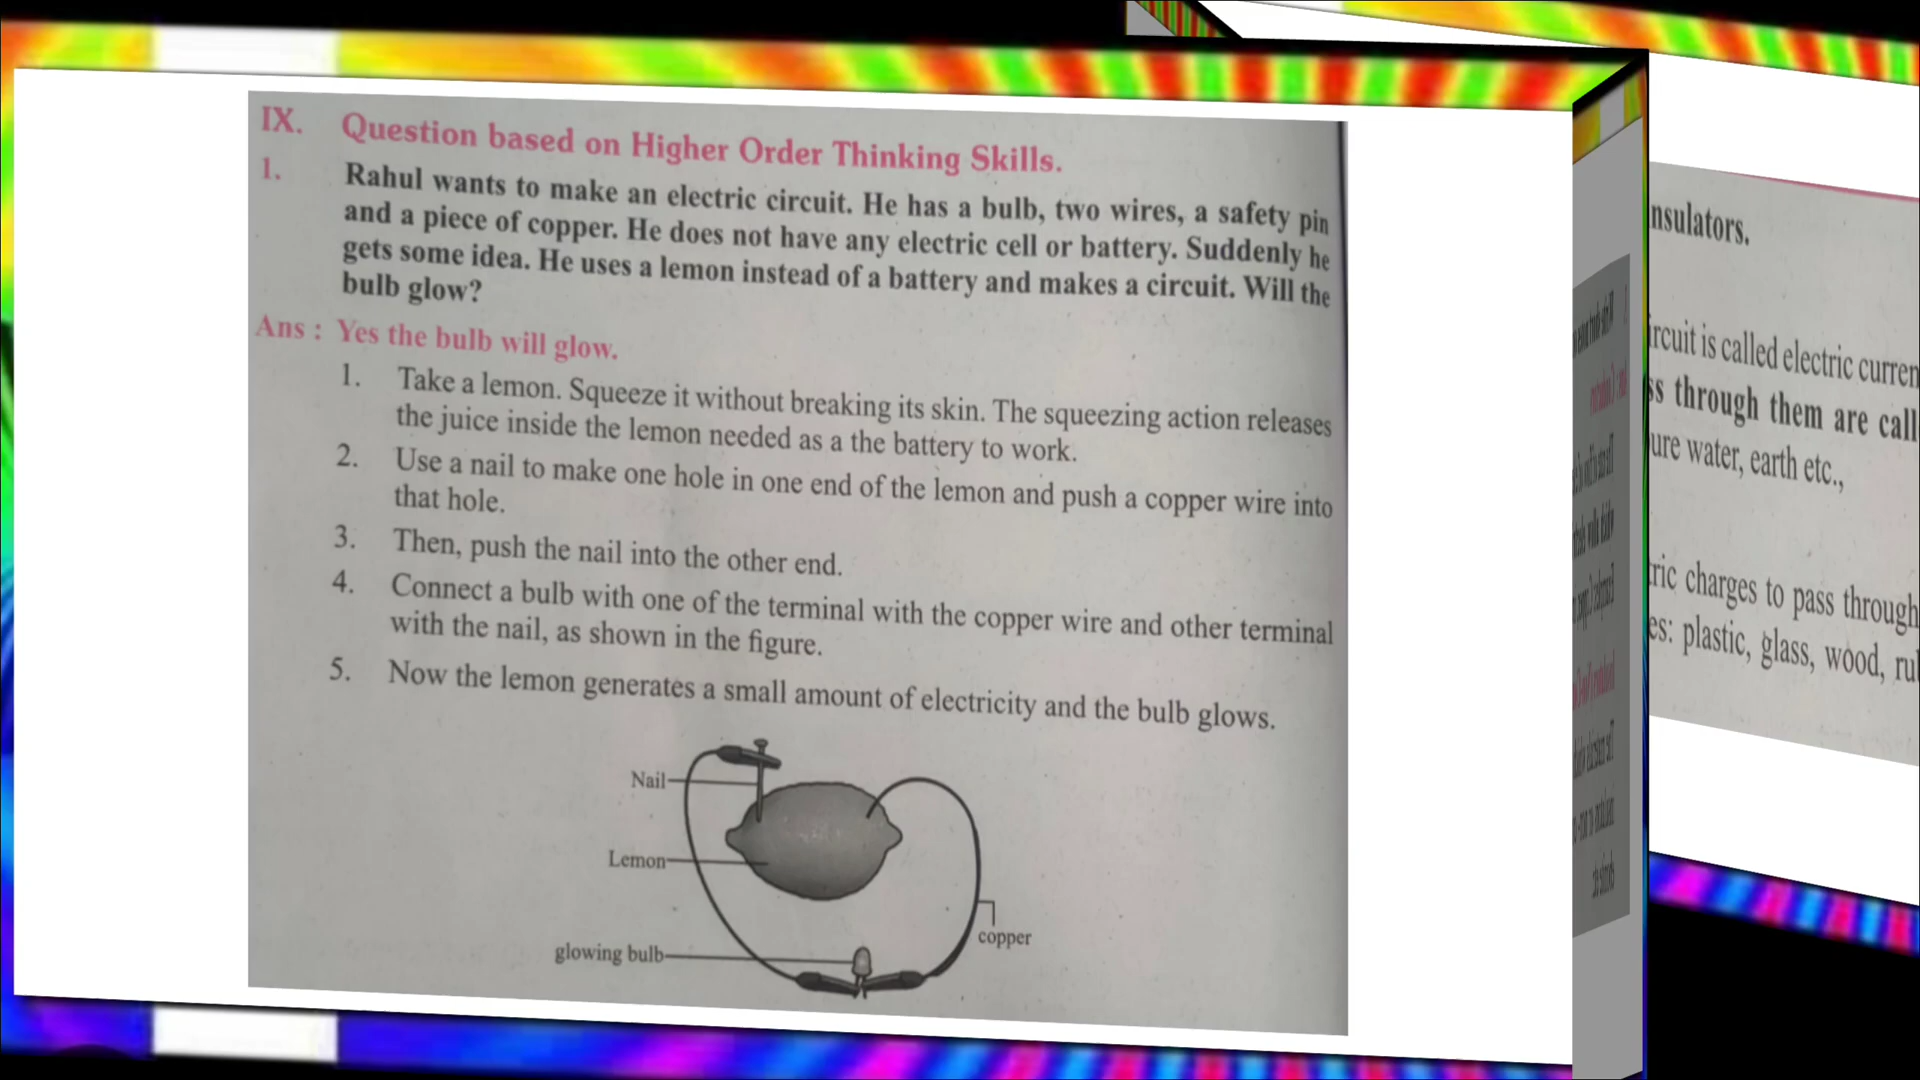 IX. Question based on Higher Order Thinking Skills.
1. Rahul wants to make an electric circuit. He has a bulb, two wires, a safety pin
and a piece of copper. He does not have any electric cell or battery. Suddenly he
gets some idea. He uses a lemon instead of a battery and makes a circuit. Will the
bulb glow?
Ans : Yes the bulb will glow.
1. Take a lemon. Squeeze it without breaking its skin. The squeezing action releases
the juice inside the lemon needed as a the battery to work.
2. Use a nail to make one hole in one end of the lemon and push a copper wire into
that hole.
3. Then, push the nail into the other end.
4. Connect a bulb with one of the terminal with the copper wire and other terminal
with the nail, as shown in the figure.
5. Now the lemon generates a small amount of electricity and the bulb glows.
Nail
Lemon
copper
glowing bulb
nsulators.
ircuit is called electric curren
ss through them are call
ure water, earth etc.,
ric charges to pass through
es: plastic, glass, wood, ru